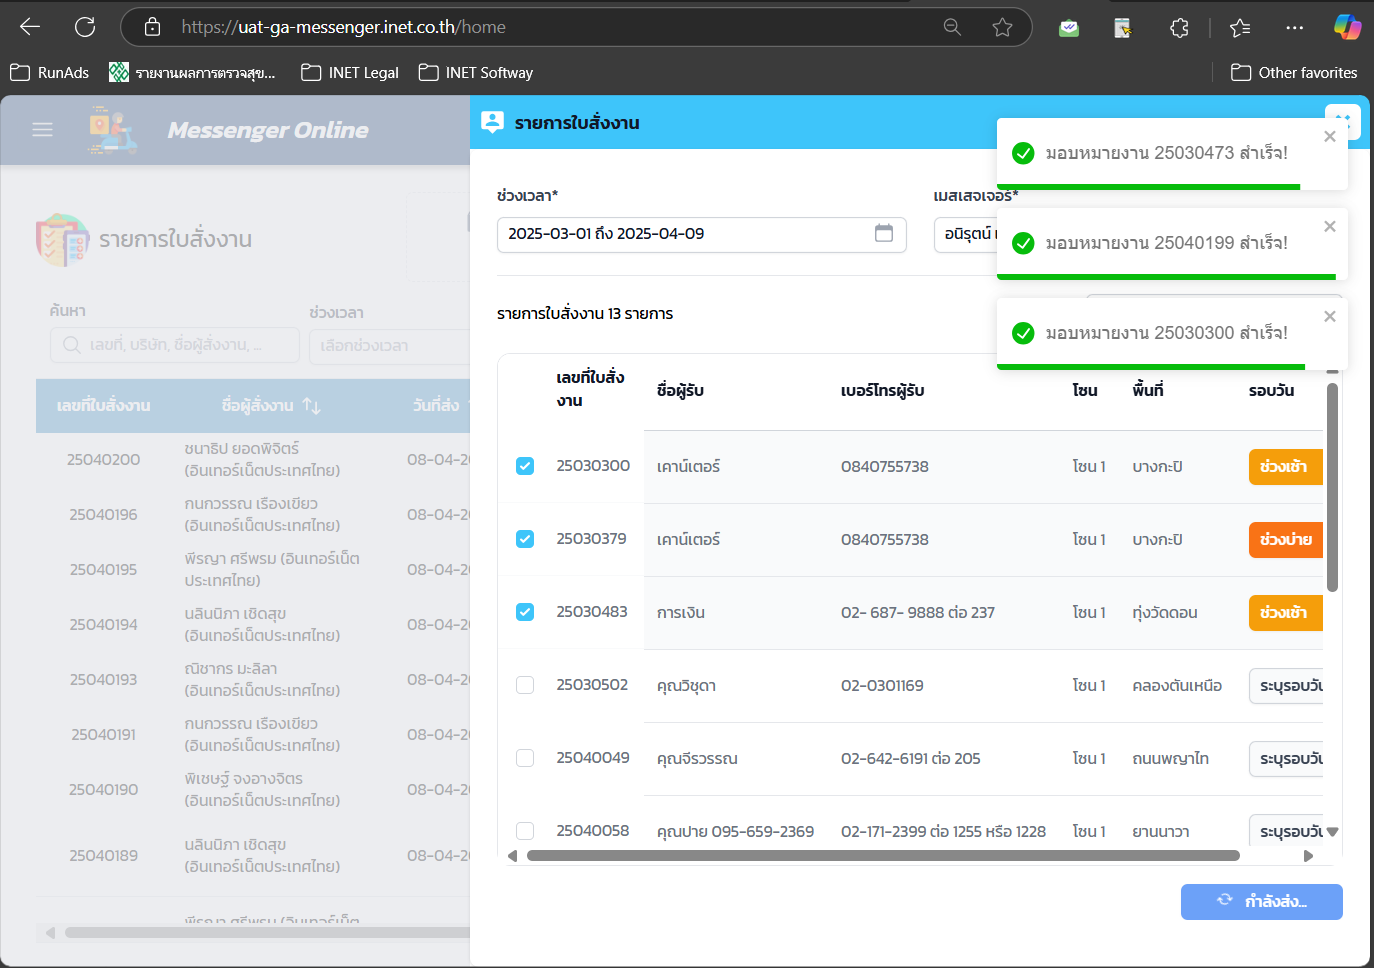 https://uat-ga-messenger.inet.co.th/home
RunAds
รายงานผลการตรวจสุข...
INET Legal
INET Softway
Other favorites
Messenger Online
รายการใบสั่งงาน
ค้นหา
ช่วงเวลา
เลขที่, บริษัท, ชื่อผู้สั่งงาน, ...
เลือกช่วงเวลา
เลขที่ใบสั่งงาน ชื่อผู้สั่งงาน วันที่ส่ง
25040200 ชนาธิป ยอดพิจิตร์ (อินเทอร์เน็ตประเทศไทย) 08-04-2
25040196 กนกวรรณ เรืองเขียว (อินเทอร์เน็ตประเทศไทย) 08-04-2
25040195 พีรญา ศรีพรม (อินเทอร์เน็ตประเทศไทย) 08-04-2
25040194 นลินนิภา เชิดสุข (อินเทอร์เน็ตประเทศไทย) 08-04-2
25040193 ณิชากร มะลิลา (อินเทอร์เน็ตประเทศไทย) 08-04-2
25040191 กนกวรรณ เรืองเขียว (อินเทอร์เน็ตประเทศไทย) 08-04-2
25040190 พิเชษฐ์ จงอางจิตร (อินเทอร์เน็ตประเทศไทย) 08-04-2
25040189 นลินนิภา เชิดสุข (อินเทอร์เน็ตประเทศไทย) 08-04-2
พีรญา ศรีพรม (อินเทอร์เน็ต
รายการใบสั่งงาน
ช่วงเวลา*
2025-03-01 ถึง 2025-04-09
เมสเสจเจอร์*
อนิรุตน์
มอบหมายงาน 25030473 สำเร็จ!
มอบหมายงาน 25040199 สำเร็จ!
มอบหมายงาน 25030300 สำเร็จ!
รายการใบสั่งงาน 13 รายการ
เลขที่ใบสั่งงาน ชื่อผู้รับ เบอร์โทรผู้รับ โซน พื้นที่ รอบวัน
25030300 เคาน์เตอร์ 0840755738 โซน 1 บางกะปิ ช่วงเช้า
25030379 เคาน์เตอร์ 0840755738 โซน 1 บางกะปิ ช่วงบ่าย
25030483 การเงิน 02- 687- 9888 ต่อ 237 โซน 1 ทุ่งวัดดอน ช่วงเช้า
25030502 คุณวิชุดา 02-0301169 โซน 1 คลองตันเหนือ ระบุรอบวัน
25040049 คุณจีรวรรณ 02-642-6191 ต่อ 205 โซน 1 ถนนพญาไท ระบุรอบวัน
25040058 คุณปาย 095-659-2369 02-171-2399 ต่อ 1255 หรือ 1228 โซน 1 ยานนาวา ระบุรอบวัน
กำลังส่ง...